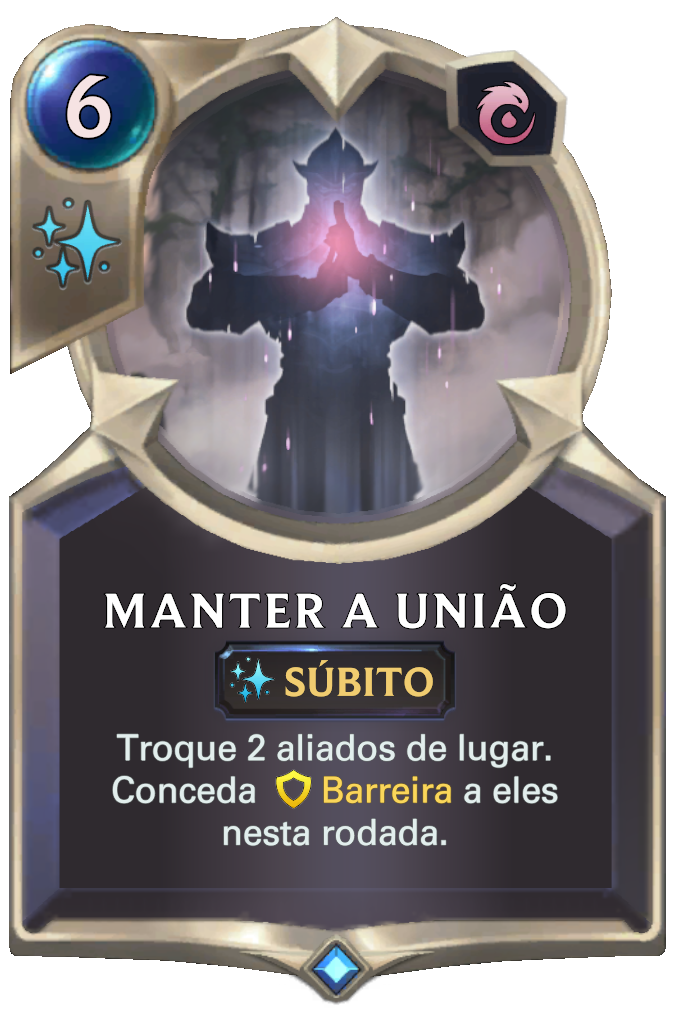 6
MANTER A UNIÃO
SÚBITO
Troque 2 aliados de lugar.
Conceda Barreira a eles
nesta rodada.